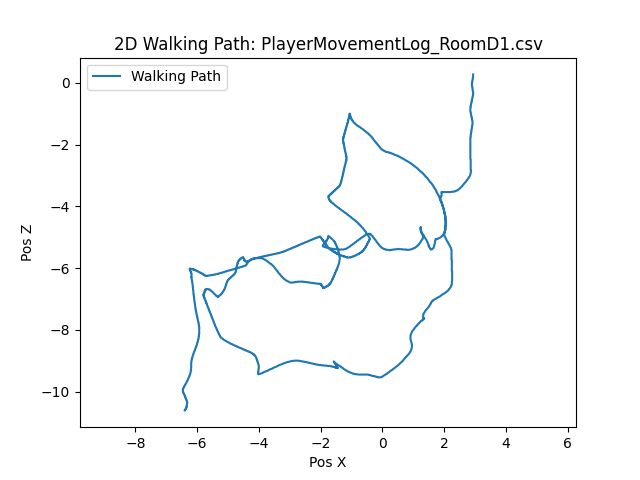 2D Walking Path: PlayerMovementLog_RoomD1.csv
Walking Path
0
−2
−4
−6
−8
−10
Pos Z
−8 −6 −4 −2 0 2 4 6
Pos X